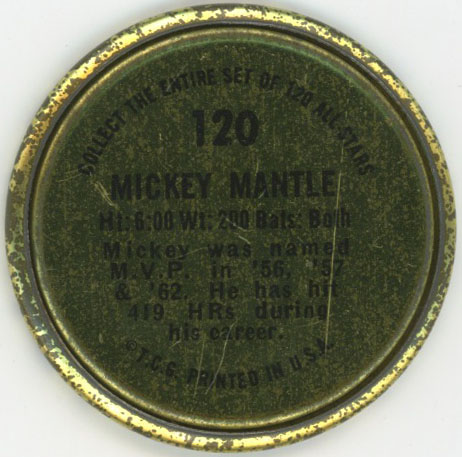 COLLECT THE ENTIRE SET OF 120 ALL-STARS
120
MICKEY MANTLE
Ht: 6:00 Wt: 200 Bats: Both
Mickey was named
M.V.P. in '56, '57
& '62. He has hit
419 HRs during
his career.
© T.C.G. PRINTED IN U.S.A.